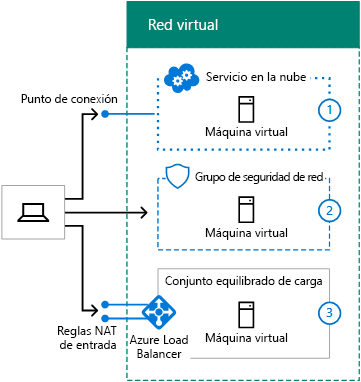 Red virtual
Servicio en la nube
Punto de conexión
Máquina virtual
1
Grupo de seguridad de red
Máquina virtual
2
Conjunto equilibrado de carga
Máquina virtual
3
Reglas NAT
de entrada
Azure Load
Balancer